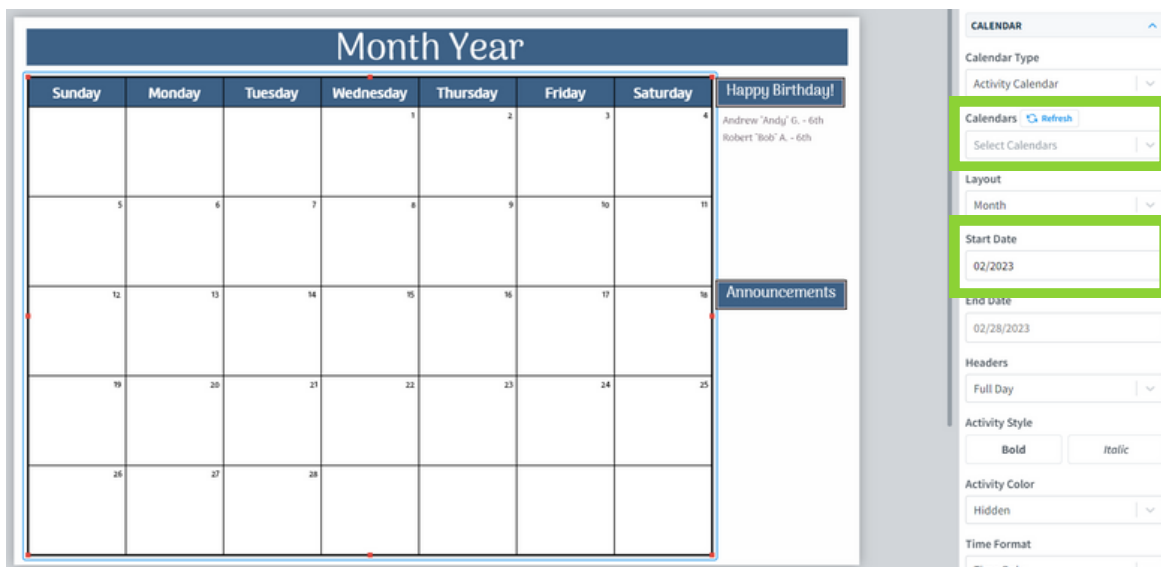 Month Year
Sunday Monday Tuesday Wednesday Thursday Friday Saturday
1 2 3 4
5 6 7 8 9 10 11
12 13 14 15 16 17 18
19 20 21 22 23 24 25
26 27 28
Happy Birthday!
Andrew "Andy" G. - 6th
Robert "Bob" A. - 6th
Announcements
CALENDAR
Calendar Type
Activity Calendar
Calendars Refresh
Select Calendars
Layout
Month
Start Date
02/2023
End Date
02/28/2023
Headers
Full Day
Activity Style
Bold Italic
Activity Color
Hidden
Time Format